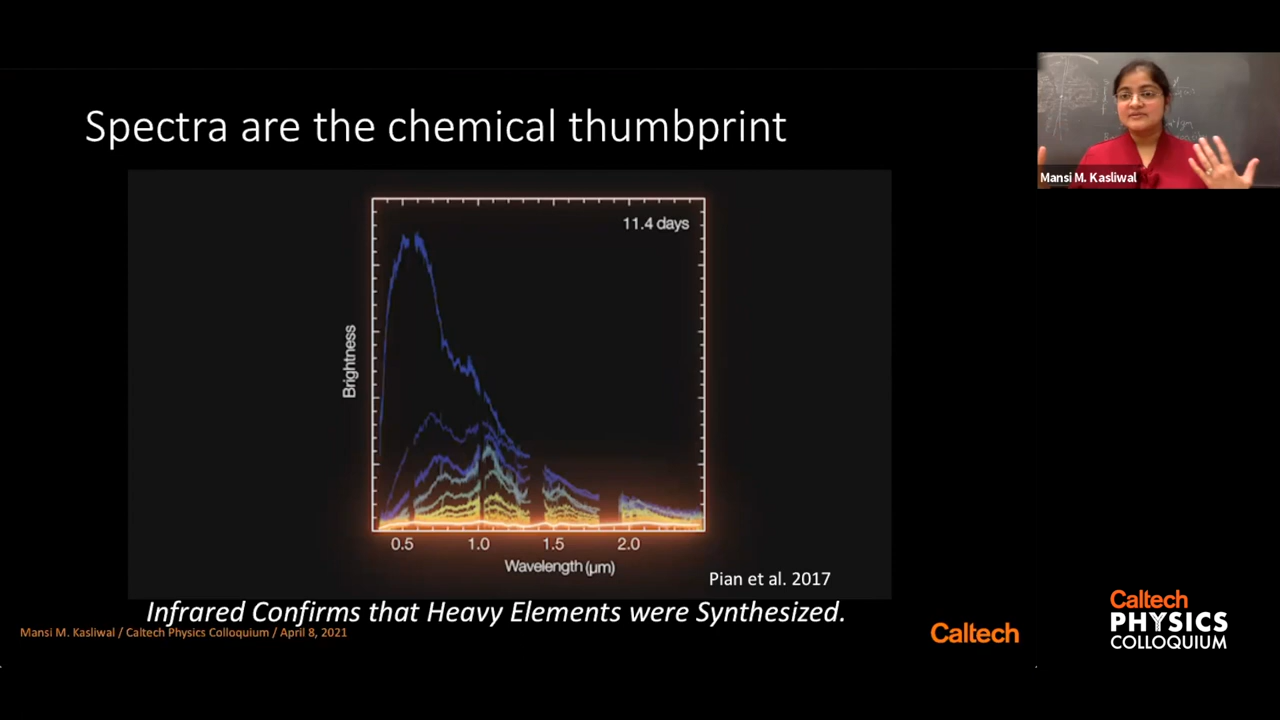 Spectra are the chemical thumbprint
Mansi M. Kasliwal
11.4 days
Brightness
0.5 1.0 1.5 2.0
Wavelength (µm)
Pian et al. 2017
Infrared Confirms that Heavy Elements were Synthesized.
Mansi M. Kasliwal / Caltech Physics Colloquium / April 8, 2021
Caltech
Caltech
PHYSICS
COLLOQUIUM